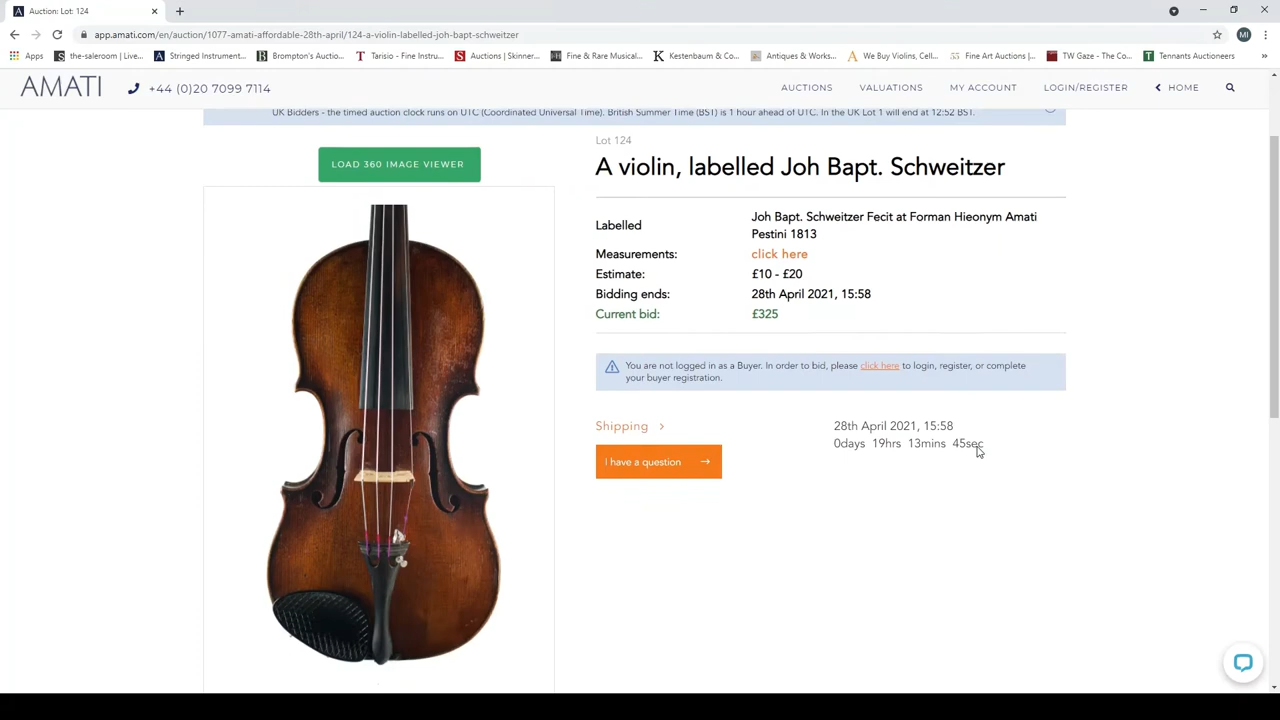 Auction: Lot: 124
app.amati.com/en/auction/1077-amati-affordable-28th-april/124-a-violin-labelled-joh-bapt-schweitzer
MI
Apps
the-saleroom | Live...
Stringed Instrument...
Brompton's Auctio...
Tarisio - Fine Instru...
Auctions | Skinner...
Fine & Rare Musical...
Kestenbaum & Co...
Antiques & Works...
We Buy Violins, Cell...
Fine Art Auctions |...
TW Gaze - The Co...
Tennants Auctioneers
AMATI
+44 (0)20 7099 7114
AUCTIONS
VALUATIONS
MY ACCOUNT
LOGIN/REGISTER
HOME
UK Bidders - the timed auction clock runs on UTC (Coordinated Universal Time). British Summer Time (BST) is 1 hour ahead of UTC. In the UK Lot 1 will end at 12:52 BST.
LOAD 360 IMAGE VIEWER
Lot 124
A violin, labelled Joh Bapt. Schweitzer
Labelled
Joh Bapt. Schweitzer Fecit at Forman Hieonym Amati
Pestini 1813
Measurements: click here
Estimate: £10 - £20
Bidding ends: 28th April 2021, 15:58
Current bid: £325
You are not logged in as a Buyer. In order to bid, please click here to login, register, or complete
your buyer registration.
Shipping
I have a question
28th April 2021, 15:58
0days 19hrs 13mins 45sec